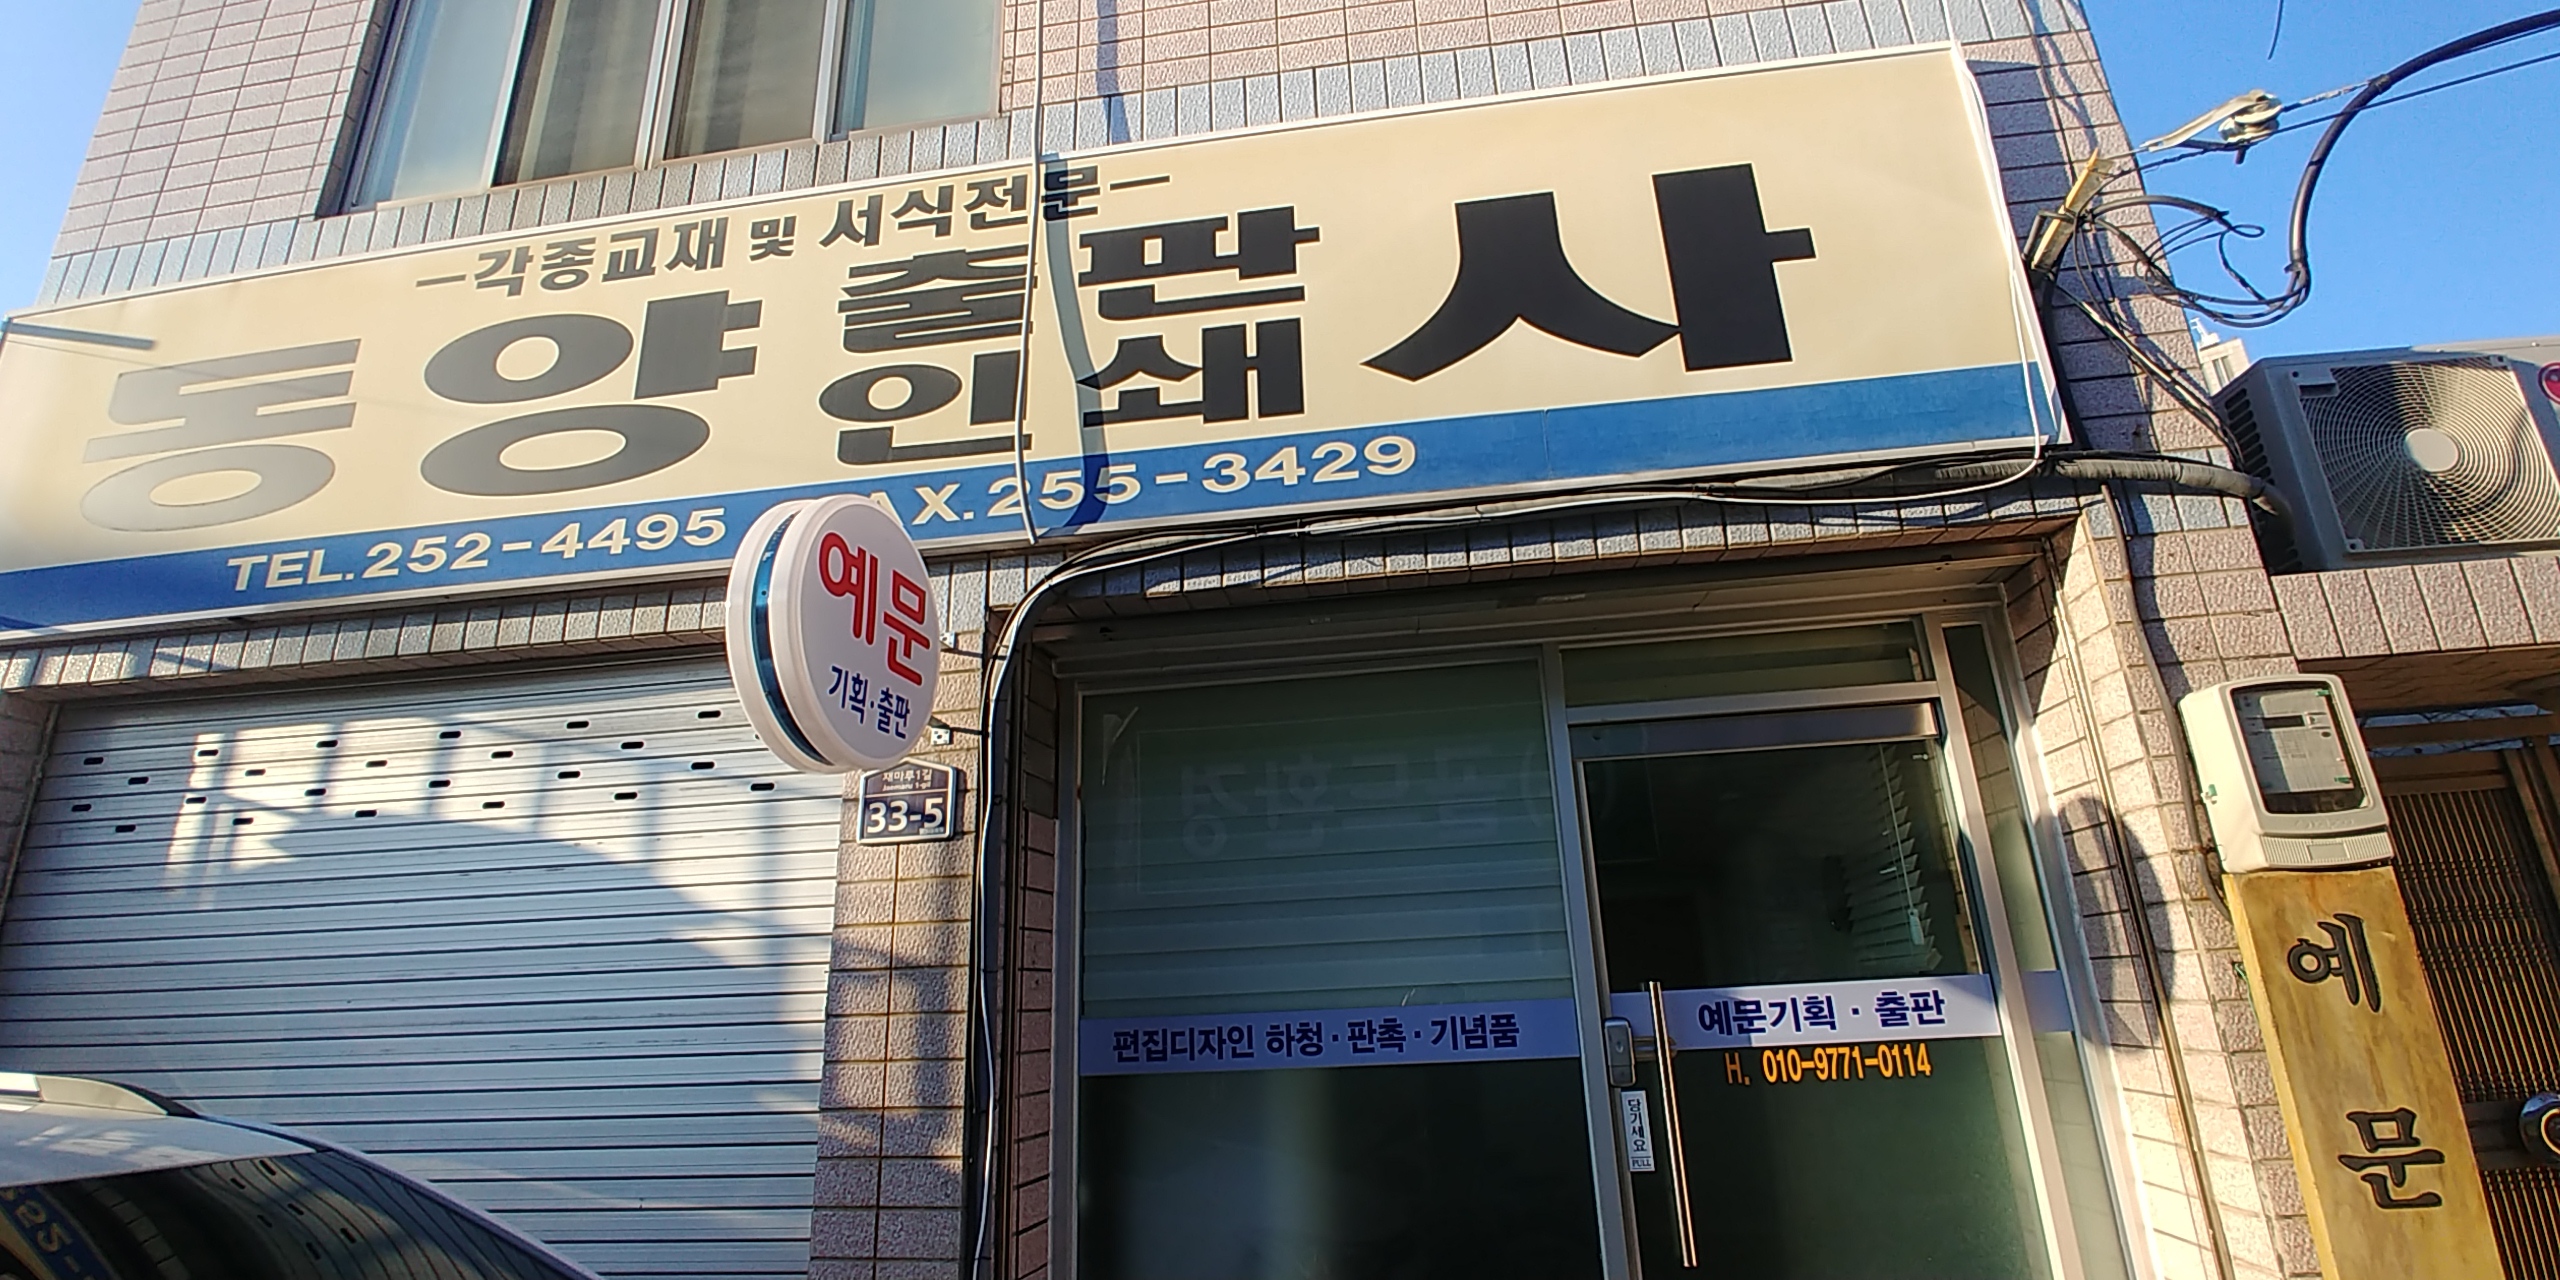 -각종교재 및 서식전문-
동양 출판 인쇄 사
TEL.252-4495 AX.255-3429
예문
기획·출판
재마루1길
Jaemaru 1-gil
33-5
편집디자인 하청·판촉·기념품
예문기획·출판
H. 010-9771-0114
당기세요
PULL
예문